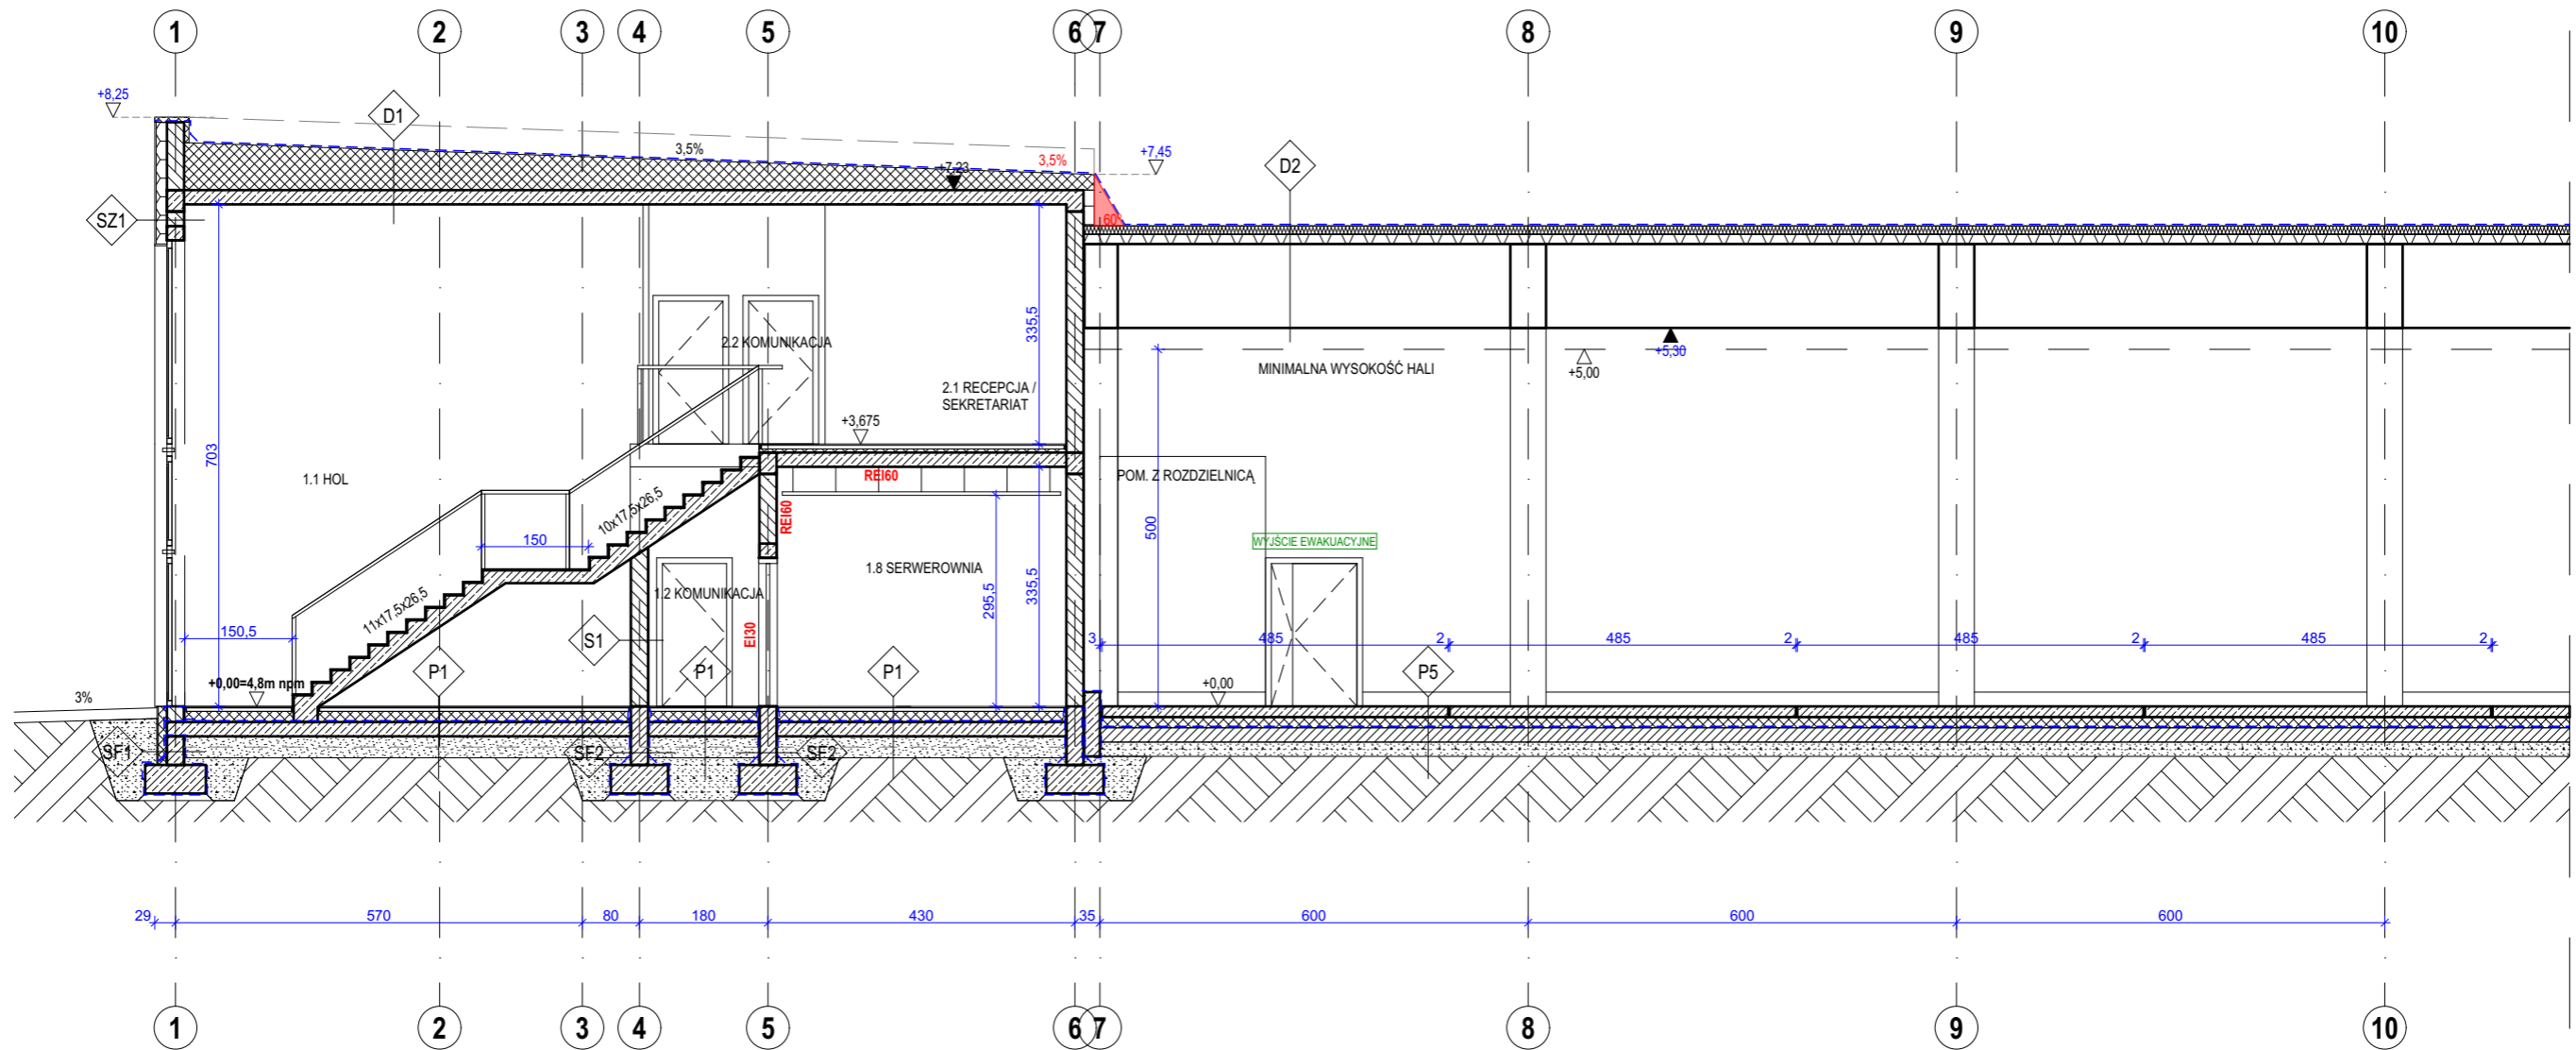 1 2 3 4 5 6 7 8 9 10
+8,25
D1
3,5%
3,5%
+7,45
+7,23
D2
SZ1
60°
335,5
2.2 KOMUNIKACJA
+5,30
+5,00
MINIMALNA WYSOKOŚĆ HALI
2.1 RECEPCJA /
SEKRETARIAT
+3,675
703
1.1 HOL
REI60
POM. Z ROZDZIELNICĄ
10x17,5x26,5
REI60
500
150
WYJŚCIE EWAKUACYJNE
1.8 SERWEROWNIA
1.2 KOMUNIKACJA
295,5
335,5
11x17,5x26,5
150,5
S1
EI30
3 485 2 485 2 485 2 485 2
P1
P1
P1
P5
+0,00=4,8m npm
+0,00
3%
SF1
SF2
SF2
29 570 80 180 430 35 600 600 600
1 2 3 4 5 6 7 8 9 10